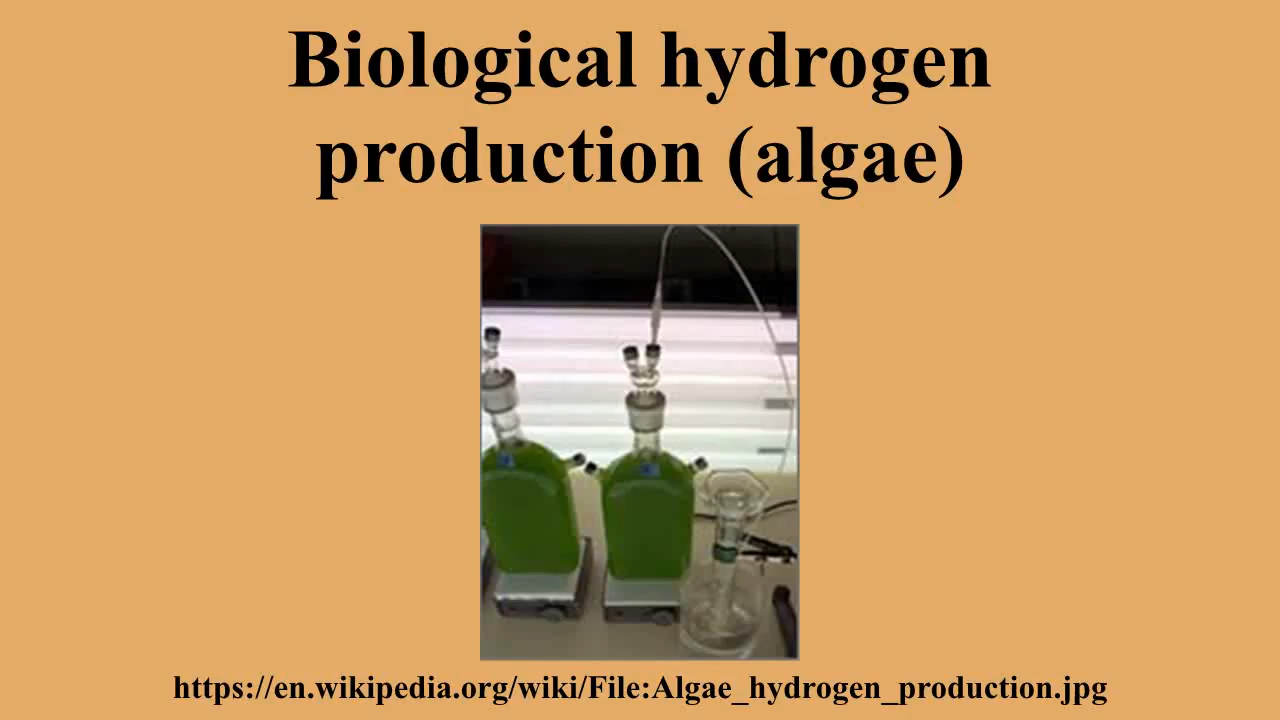 Biological hydrogen
production (algae)
https://en.wikipedia.org/wiki/File:Algae_hydrogen_production.jpg